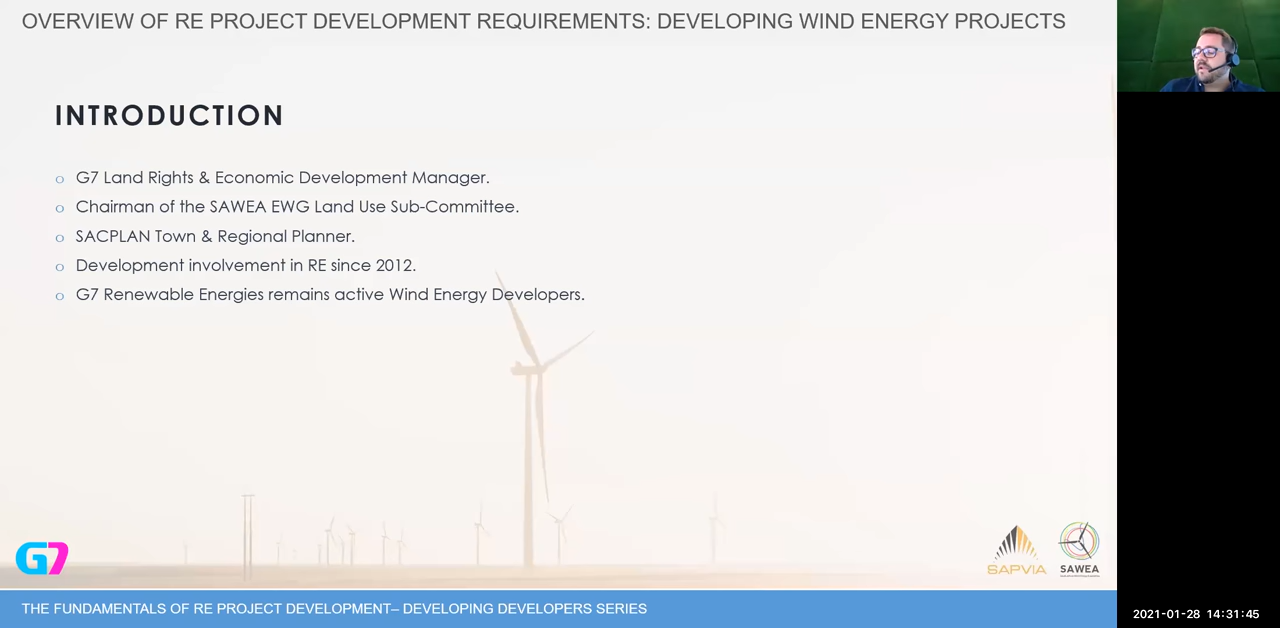 OVERVIEW OF RE PROJECT DEVELOPMENT REQUIREMENTS: DEVELOPING WIND ENERGY PROJECTS
INTRODUCTION
o G7 Land Rights & Economic Development Manager.
o Chairman of the SAWEA EWG Land Use Sub-Committee.
o SACPLAN Town & Regional Planner.
o Development involvement in RE since 2012.
o G7 Renewable Energies remains active Wind Energy Developers.
G7
SAPVIA
SAWEA
THE FUNDAMENTALS OF RE PROJECT DEVELOPMENT– DEVELOPING DEVELOPERS SERIES
2021-01-28 14:31:45